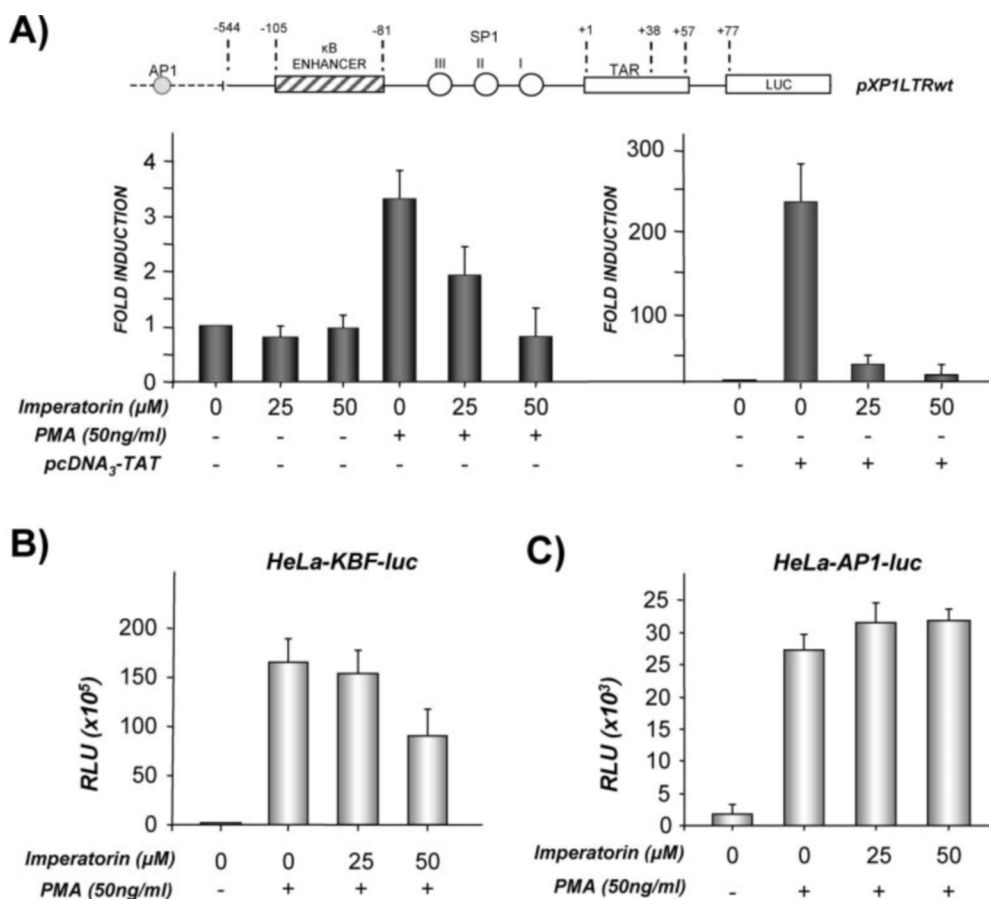 A)
-544 -105 -81 SP1 +1 +38 +57 +77
κB
ENHANCER
AP1 III II I TAR
LUC
pXP1LTRwt
FOLD INDUCTION
4
3
2
1
0
FOLD INDUCTION
300
200
100
Imperatorin (μM) 0 25 50 0 25 50 0 0 25 50
PMA (50ng/ml) - - - + + + - - - -
pcDNA3-TAT - - - - - - - + + +
B)
HeLa-KBF-luc
RLU (x10⁵)
200
150
100
50
0
Imperatorin (μM) 0 0 25 50
PMA (50ng/ml) - + + +
C)
HeLa-AP1-luc
RLU (x10³)
25
30
25
30
15
10
5
0
Imperatorin (μM) 0 0 25 50
PMA (50ng/ml) - + + +